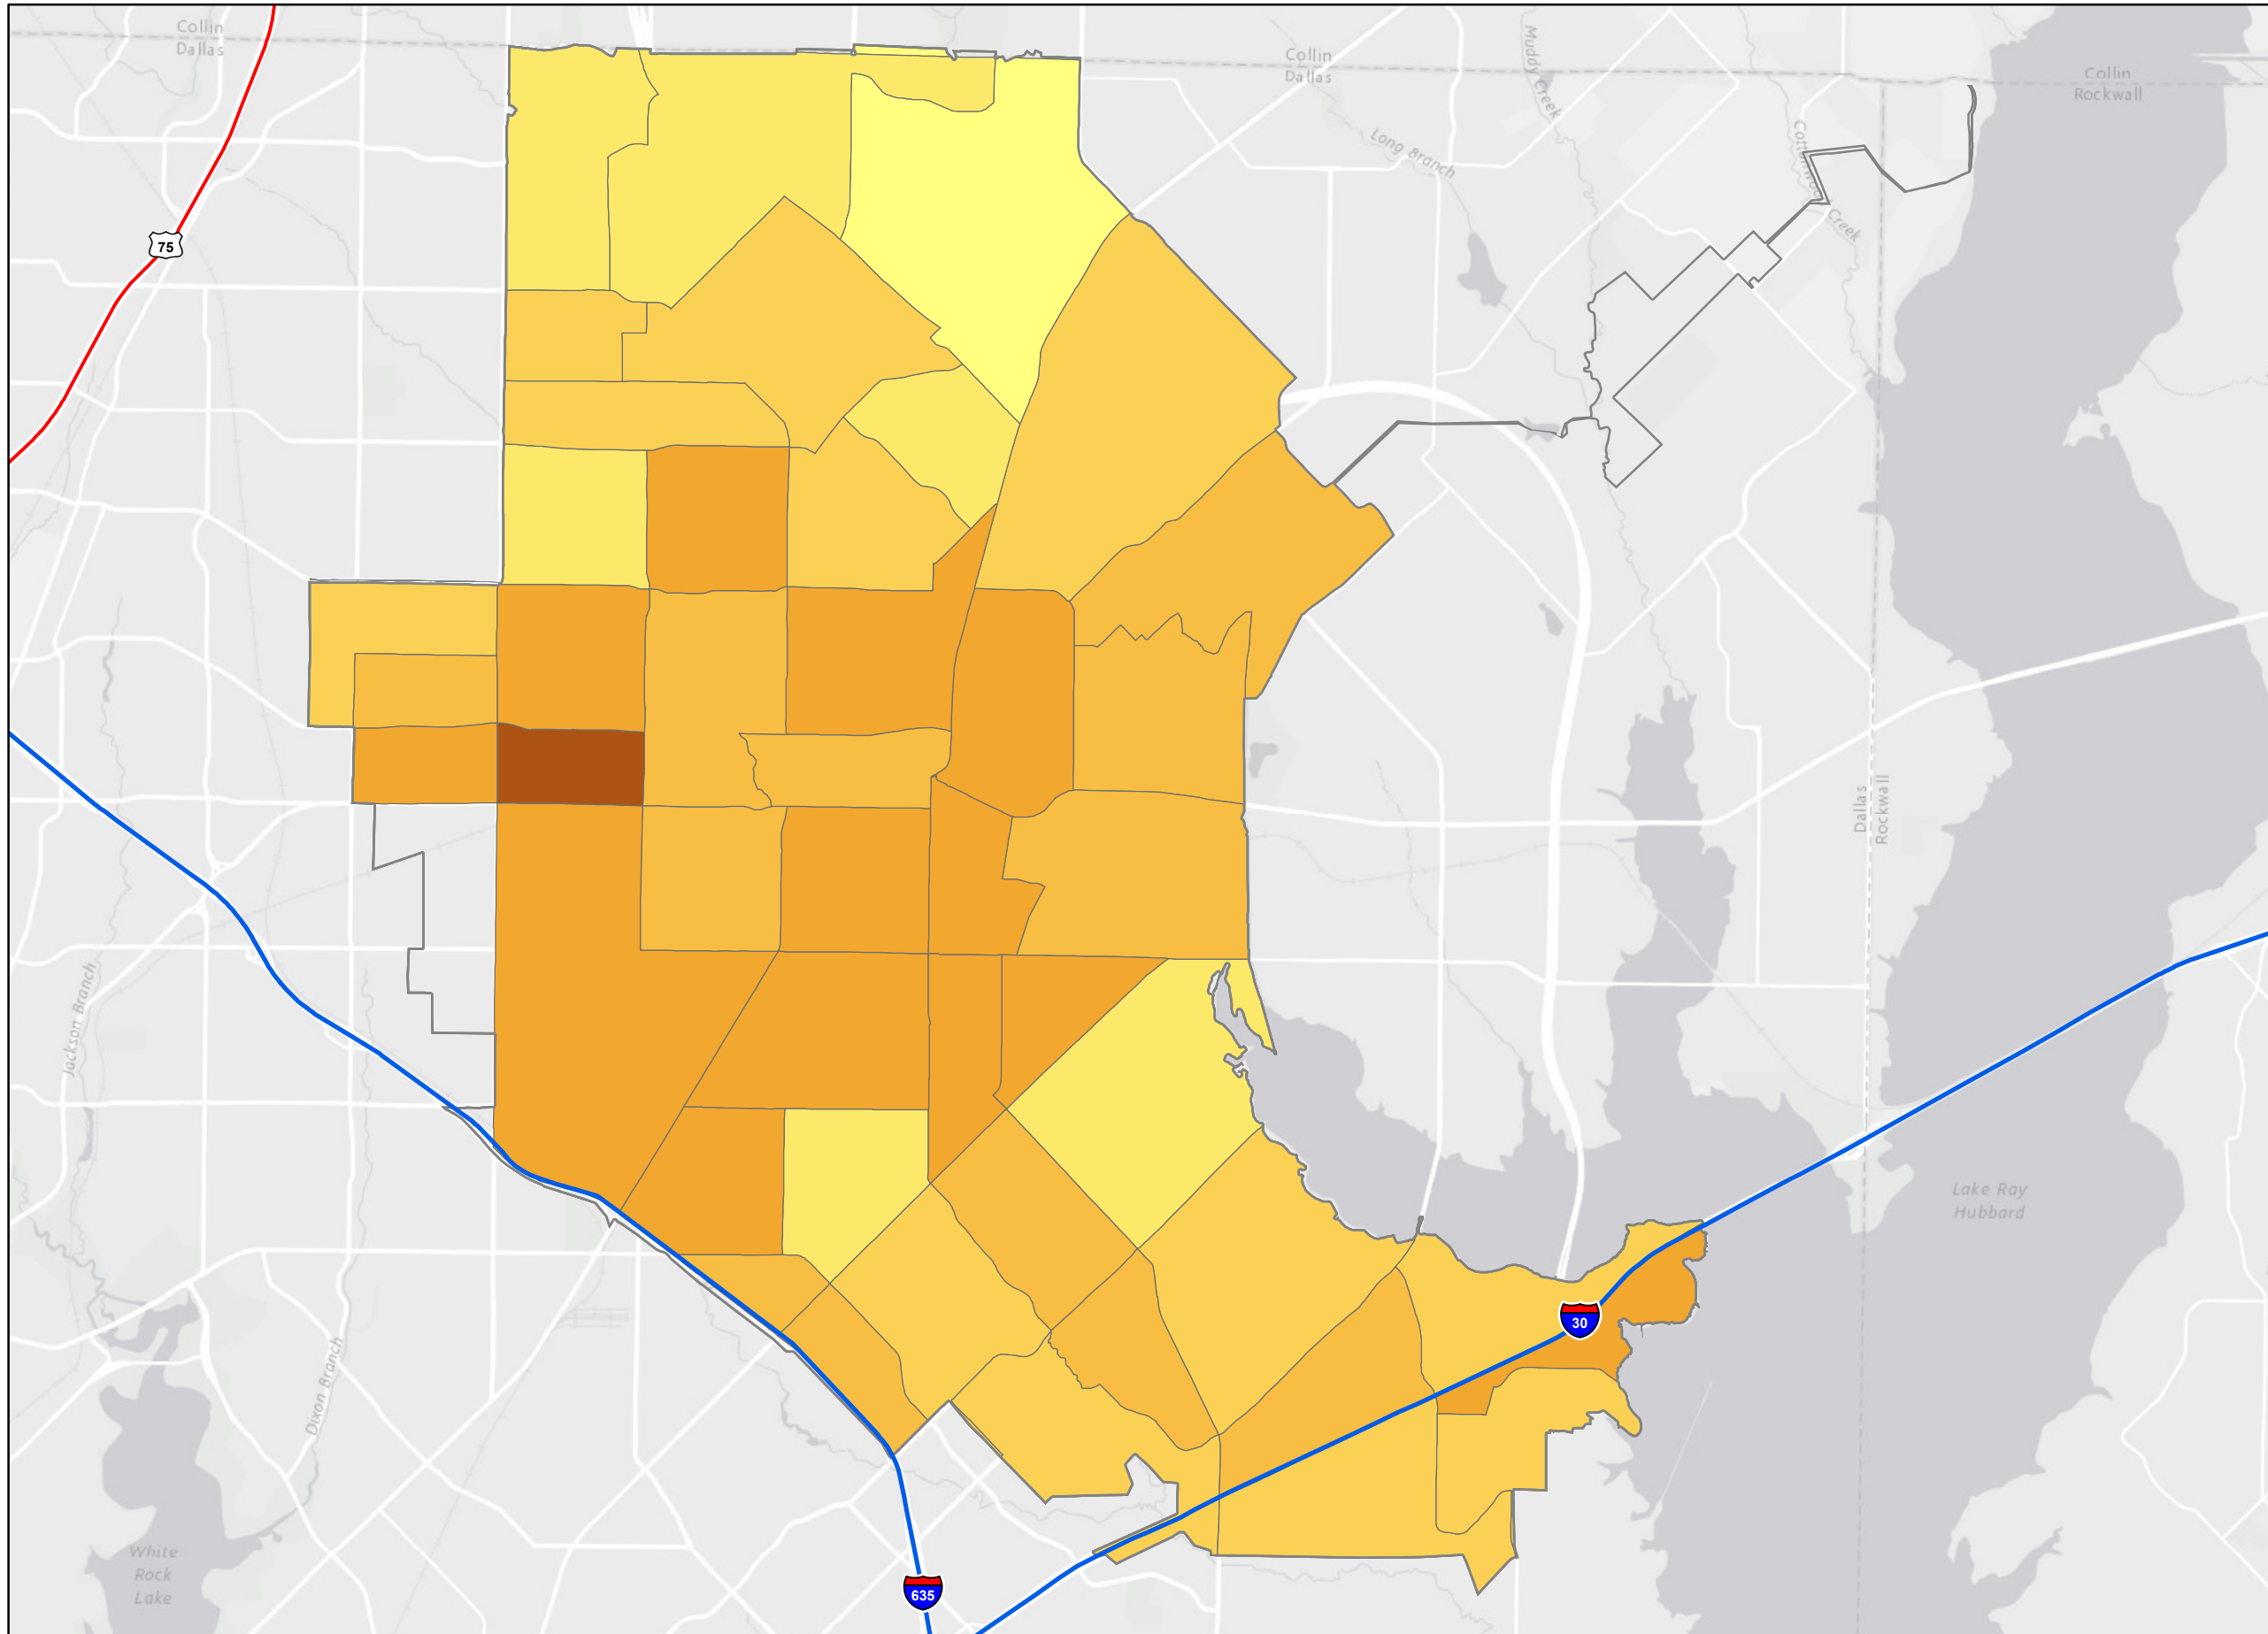 Collin
Dallas
Collin
Dallas
Muddy Creek
Collin
Rockwall
Long Branch
Cottonwood Creek
75
Dallas
Rockwall
Jackson Branch
Lake Ray
Hubbard
30
Dixon Branch
White
Rock
Lake
635